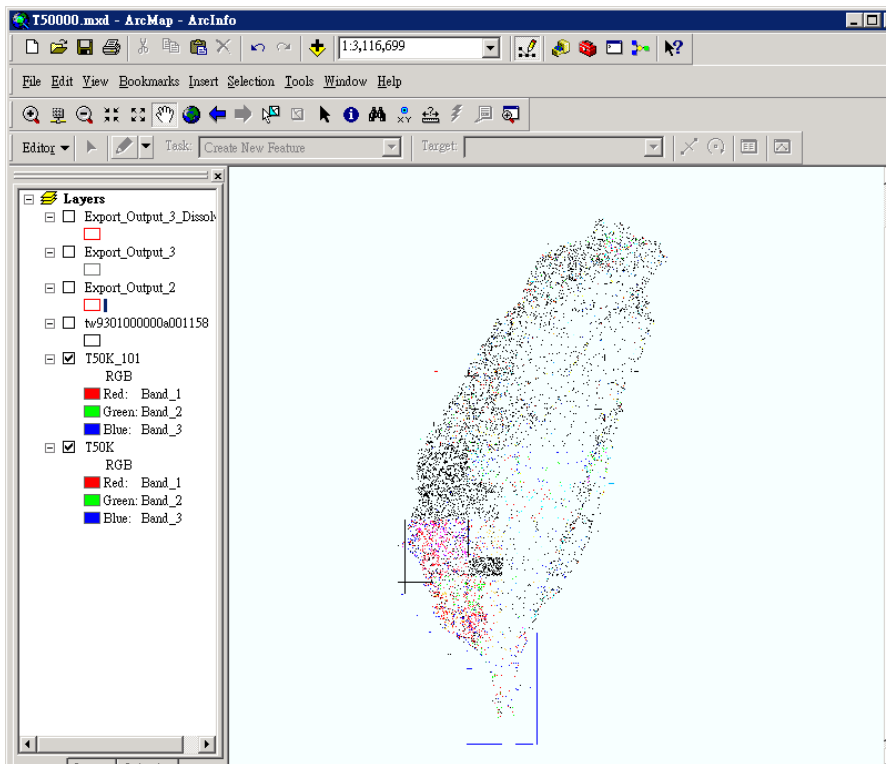 T50000.mxd - ArcMap - ArcInfo
1:3,116,699
File Edit View Bookmarks Insert Selection Tools Window Help
XY
Editor Task: Create New Feature Target:
Layers
Export_Output_3_Dissol
Export_Output_3
Export_Output_2
tw9301000000a001158
T50K_101
RGB
Red: Band_1
Green: Band_2
Blue: Band_3
T50K
RGB
Red: Band_1
Green: Band_2
Blue: Band_3